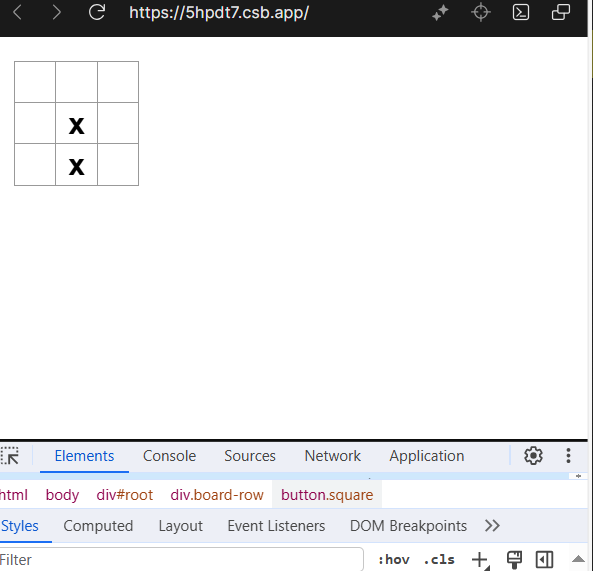 https://5hpdt7.csb.app/
x
x
Elements Console Sources Network Application
html body div#root div.board-row button.square
Styles Computed Layout Event Listeners DOM Breakpoints
Filter :hov .cls